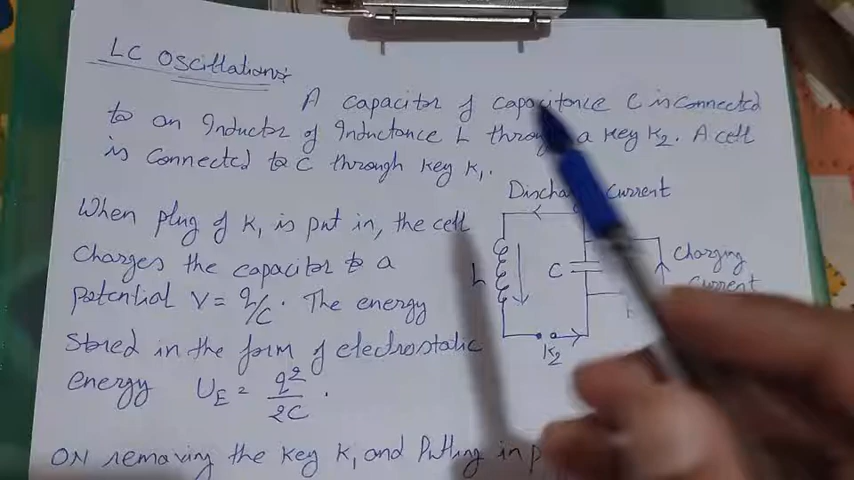 LC Oscillations:
A capacitor of capacitance C is connected
to an Inductor of Inductance L through a key K2. A cell
is connected to C through key K1.
When plug of K1 is put in, the cell
charges the capacitor to a
potential V = q/C. The energy
stored in the form of electrostatic
energy UE = q²/2C.
ON removing the key K1 and Putting in
Current
Charging
Current
L
C
K2